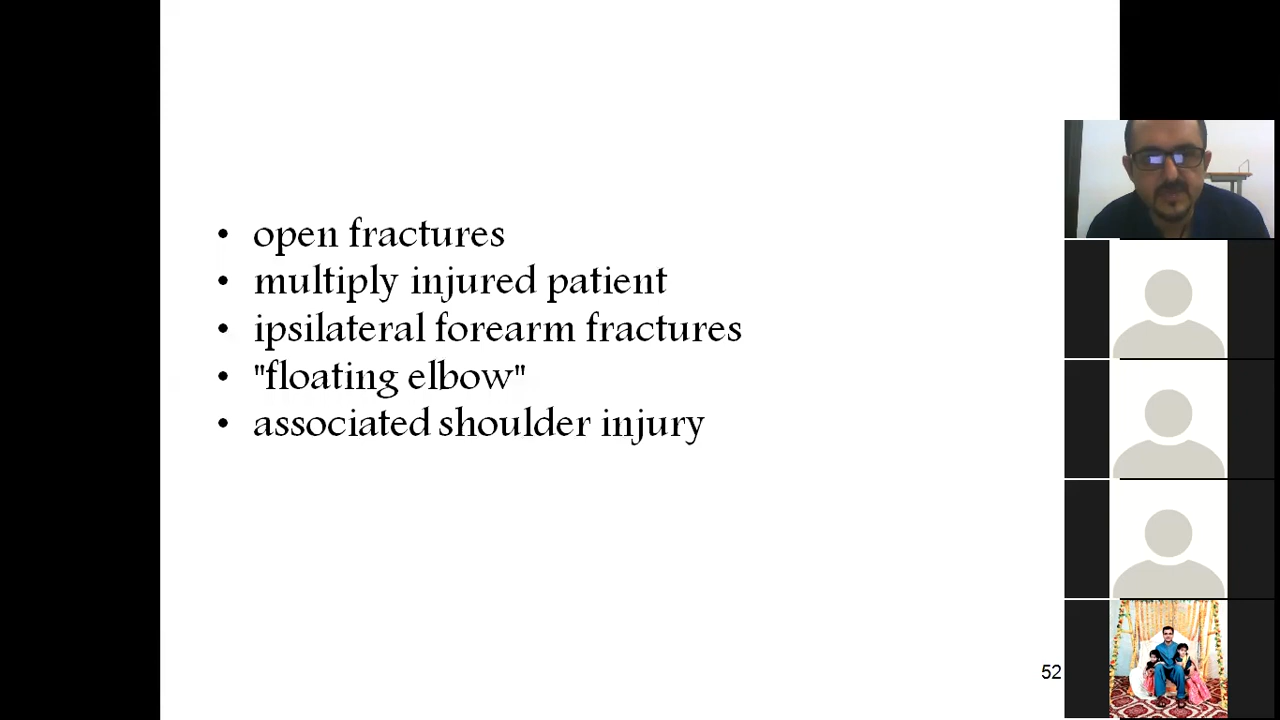 • open fractures
• multiply injured patient
• ipsilateral forearm fractures
• "floating elbow"
• associated shoulder injury
52